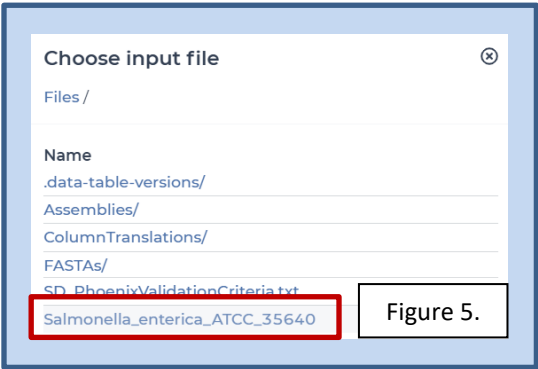 Choose input file
Files /
Name
.data-table-versions/
Assemblies/
ColumnTranslations/
FASTAs/
SD_PhoenixValidationCriteria.txt
Salmonella_enterica_ATCC_35640
Figure 5.